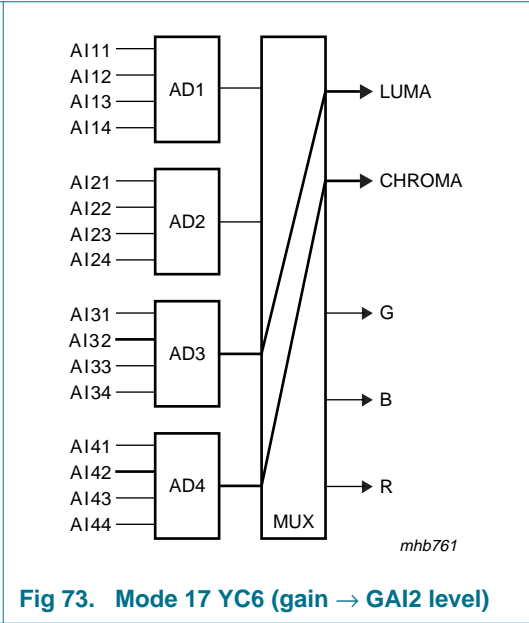 AI11
AI12
AI13
AI14
AD1
LUMA
CHROMA
AI21
AI22
AI23
AI24
AD2
AI31
AI32
AI33
AI34
AD3
G
B
AI41
AI42
AI43
AI44
AD4
R
MUX
mhb761
Fig 73. Mode 17 YC6 (gain → GAI2 level)